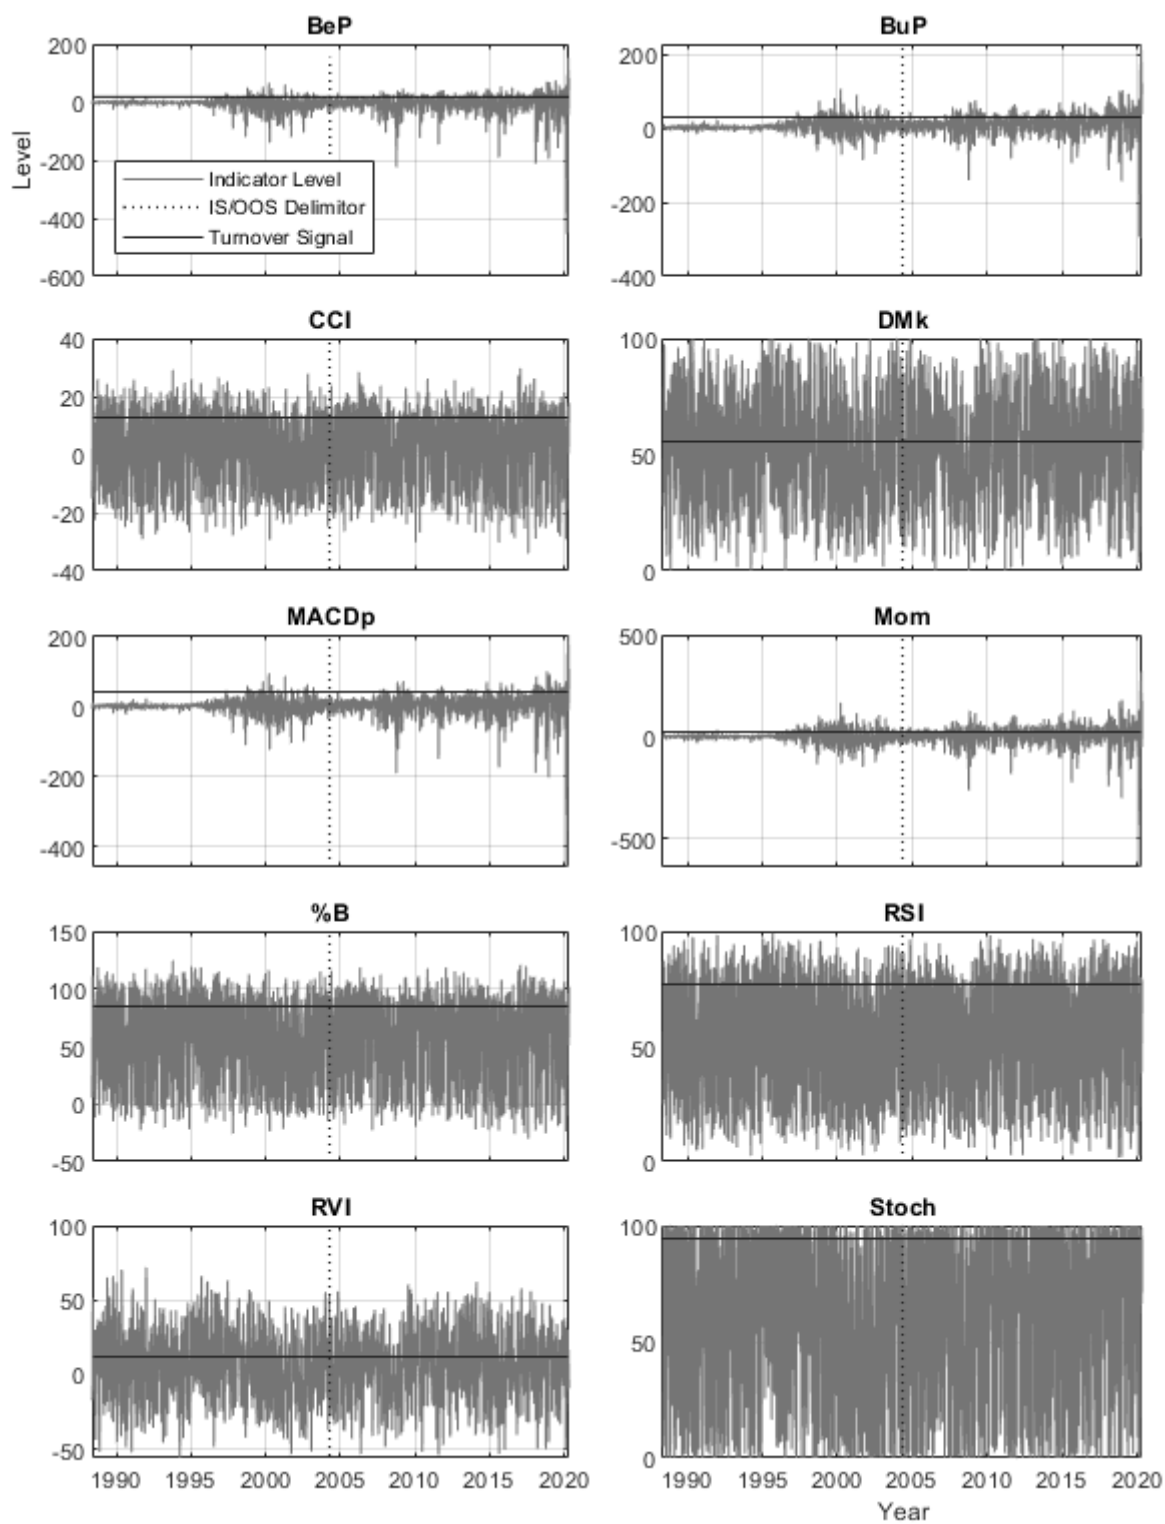 BeP
200
0
-200
-400
-600
Level
Indicator Level
IS/OOS Delimitor
Turnover Signal
BuP
200
0
-200
-400
CCI
40
20
0
-20
-40
DMk
100
50
0
MACDp
200
0
-200
-400
Mom
500
0
-500
%B
150
100
50
0
-50
RSI
100
50
0
RVI
100
50
0
-50
1990 1995 2000 2005 2010 2015 2020
Stoch
100
50
0
1990 1995 2000 2005 2010 2015 2020
Year